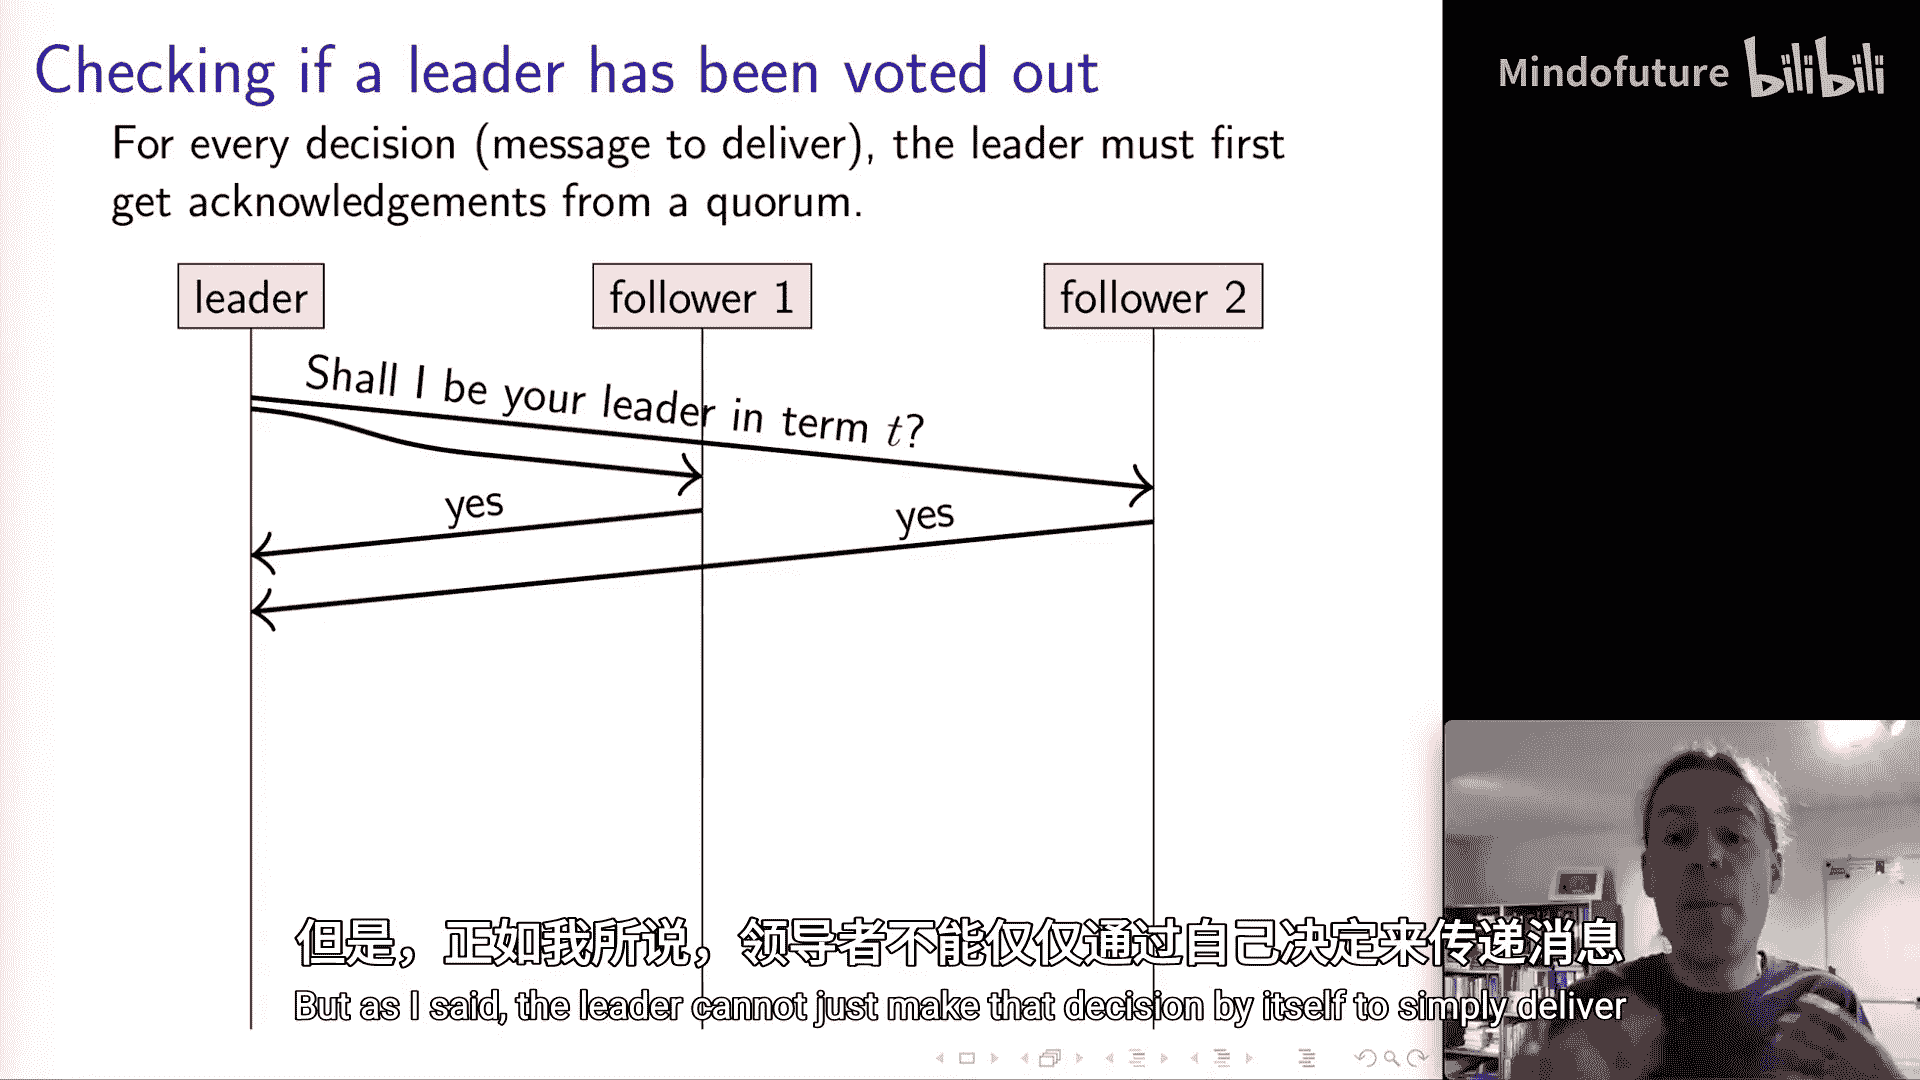 Checking if a leader has been voted out
Mindofuture bilibili
For every decision (message to deliver), the leader must first
get acknowledgements from a quorum.
leader
follower 1
follower 2
Shall I be your leader in term t?
yes
yes
但是，正如我所说，领导者不能仅仅通过自己决定来传递消息
But as I said, the leader cannot just make that decision by itself to simply deliver